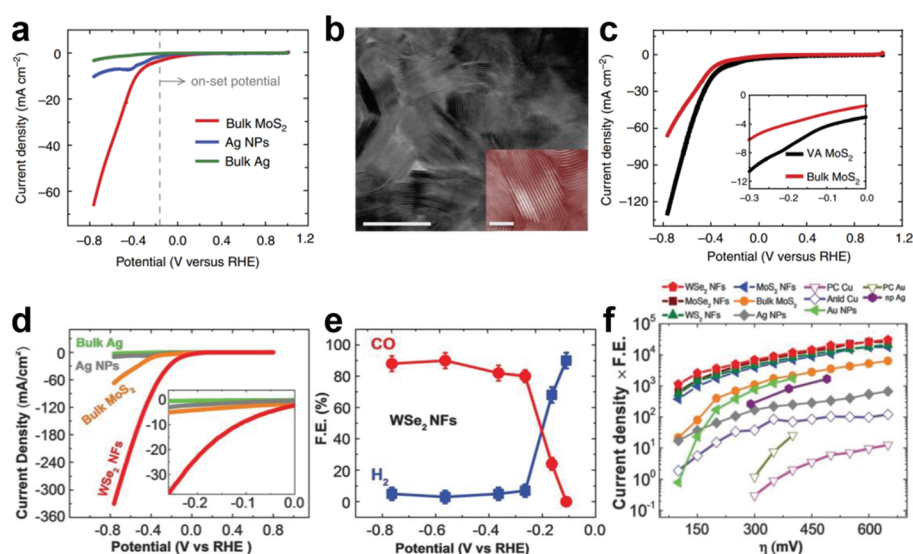 a
Current density (mA cm⁻²)
0
−20
−40
−60
on-set potential
Bulk MoS₂
Ag NPs
Bulk Ag
−0.8
−0.4
0.0
0.4
0.8
1.2
Potential (V versus RHE)
b
c
Current density (mA cm⁻²)
0
−30
−60
−90
−120
0
−4
−8
−12
VA MoS₂
Bulk MoS₂
−0.3
−0.2
−0.1
0.0
−0.8
−0.4
0.0
0.4
0.8
1.2
Potential (V versus RHE)
d
Current Density (mA/cm²)
0
-60
-120
-180
-240
-300
-360
Bulk Ag
Ag NPs
Bulk MoS₂
WSe₂ NFs
0
-10
-20
-30
-0.2
-0.1
0.0
-0.8
-0.4
0.0
0.4
0.8
Potential (V vs RHE )
e
F.E. (%)
100
80
60
40
20
0
CO
WSe₂ NFs
H₂
-0.8
-0.6
-0.4
-0.2
0.0
Potential (V vs RHE)
f
WSe₂ NFs
MoS₂ NFs
PC Cu
PC Au
MoSe₂ NFs
Bulk MoS₂
Anld Cu
np Ag
WS₂ NFs
Ag NPs
Au NPs
Current density × F.E.
10⁵
10⁴
10³
10²
10¹
10⁰
10⁻¹
150
300
450
600
η (mV)